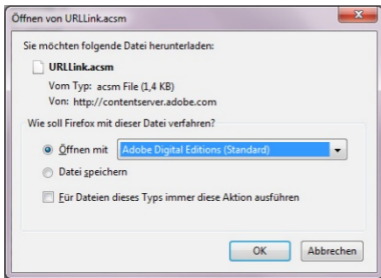 Öffnen von URLLink.acsm
Sie möchten folgende Datei herunterladen:
URLLink.acsm
Vom Typ: acsm File (1,4 KB)
Von: http://contentserver.adobe.com
Wie soll Firefox mit dieser Datei verfahren?
Öffnen mit Adobe Digital Editions (Standard)
Datei speichern
Für Dateien dieses Typs immer diese Aktion ausführen
OK Abbrechen